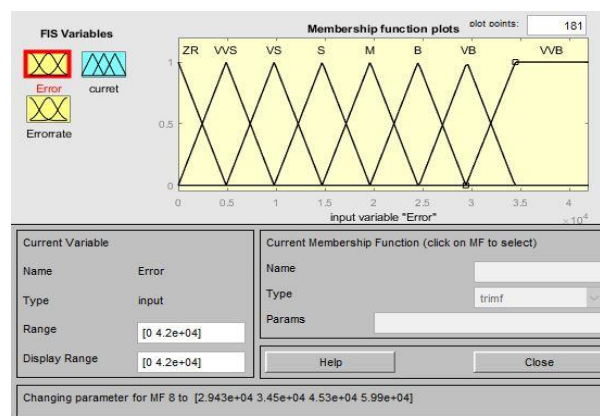 FIS Variables
Membership function plots
plot points:
181
Error
curret
Errorrate
ZR VVS VS S M B VB VVB
1
0.5
0
0 0.5 1 1.5 2 2.5 3 3.5 4
input variable "Error"
×10⁴
Current Variable
Name Error
Type input
Range [0 4.2e+04]
Display Range [0 4.2e+04]
Current Membership Function (click on MF to select)
Name
Type trimf
Params
Help Close
Changing parameter for MF 8 to [2.943e+04 3.45e+04 4.53e+04 5.99e+04]